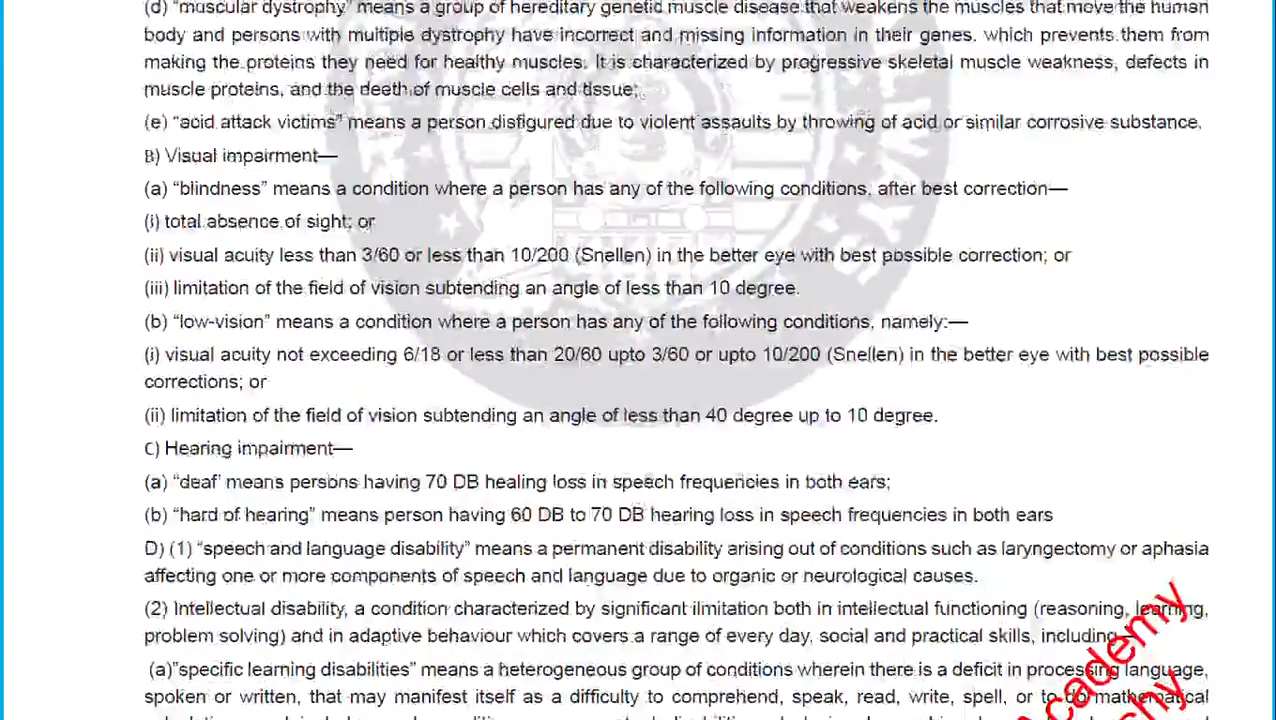 (d) “muscular dystrophy” means a group of hereditary genetic muscle disease that weakens the muscles that move the human
body and persons with multiple dystrophy have incorrect and missing information in their genes, which prevents them from
making the proteins they need for healthy muscles. It is characterized by progressive skeletal muscle weakness, defects in
muscle proteins, and the deeth of muscle cells and tissue;
(e) “acid attack victims” means a person disfigured due to violent assaults by throwing of acid or similar corrosive substance.
B) Visual impairment—
(a) “blindness” means a condition where a person has any of the following conditions, after best correction—
(i) total absence of sight; or
(ii) visual acuity less than 3/60 or less than 10/200 (Snellen) in the better eye with best possible correction; or
(iii) limitation of the field of vision subtending an angle of less than 10 degree.
(b) “low-vision” means a condition where a person has any of the following conditions, namely:—
(i) visual acuity not exceeding 6/18 or less than 20/60 upto 3/60 or upto 10/200 (Snellen) in the better eye with best possible
corrections; or
(ii) limitation of the field of vision subtending an angle of less than 40 degree up to 10 degree.
C) Hearing impairment—
(a) “deaf’ means persons having 70 DB healing loss in speech frequencies in both ears;
(b) “hard of hearing” means person having 60 DB to 70 DB hearing loss in speech frequencies in both ears
D) (1) “speech and language disability” means a permanent disability arising out of conditions such as laryngectomy or aphasia
affecting one or more components of speech and language due to organic or neurological causes.
(2) Intellectual disability, a condition characterized by significant ilmitation both in intellectual functioning (reasoning, learning,
problem solving) and in adaptive behaviour which covers a range of every day, social and practical skills, including—
(a)”specific learning disabilities” means a heterogeneous group of conditions wherein there is a deficit in processing language,
spoken or written, that may manifest itself as a difficulty to comprehend, speak, read, write, spell, or to do mathematical
Academy